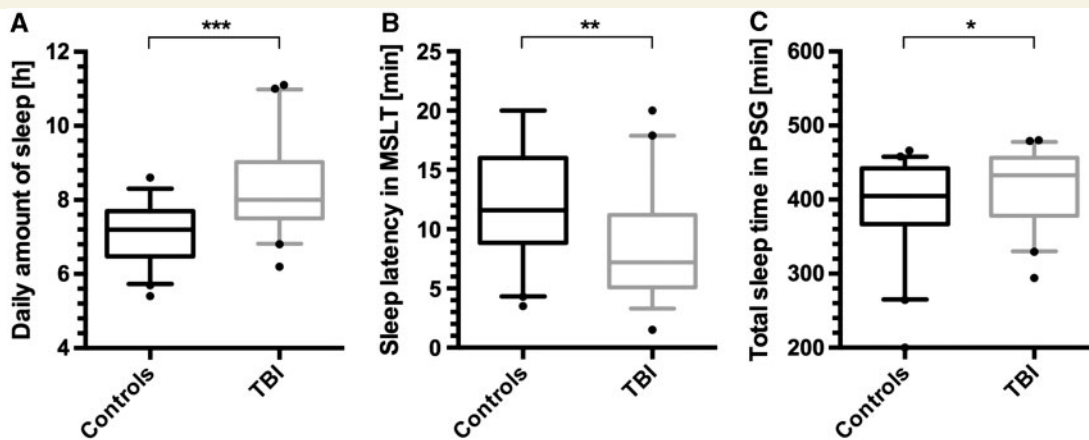 A
***
Daily amount of sleep [h]
12
10
8
6
4
Controls
TBI
B
**
Sleep latency in MSLT [min]
25
20
15
10
5
0
Controls
TBI
C
*
Total sleep time in PSG [min]
600
500
400
300
200
Controls
TBI